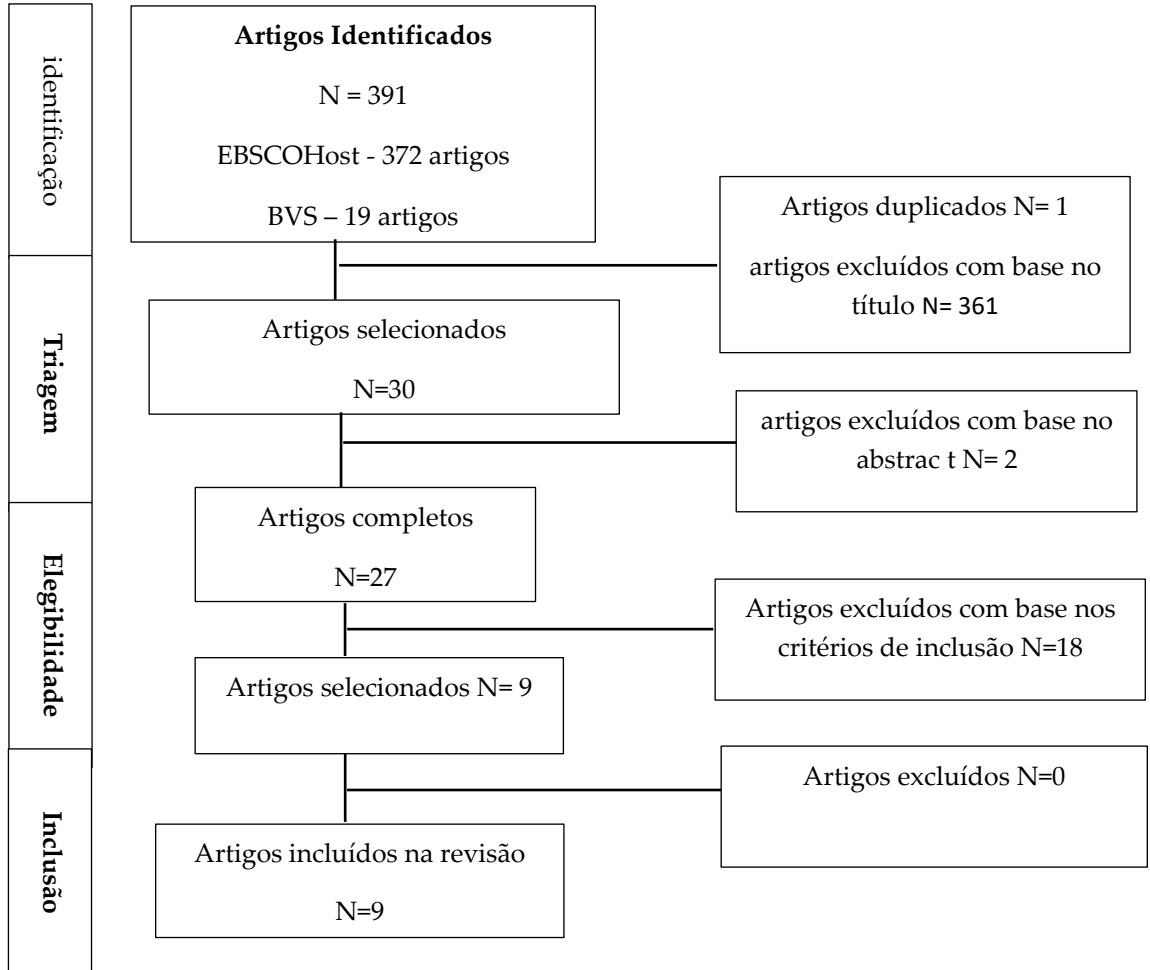 identificação
Artigos Identificados
N = 391
EBSCOHost - 372 artigos
BVS – 19 artigos
Artigos duplicados N= 1
artigos excluídos com base no
título N= 361
Triagem
Artigos selecionados
N=30
artigos excluídos com base no
abstrac t N= 2
Elegibilidade
Artigos completos
N=27
Artigos excluídos com base nos
critérios de inclusão N=18
Artigos selecionados N= 9
Inclusão
Artigos excluídos N=0
Artigos incluídos na revisão
N=9